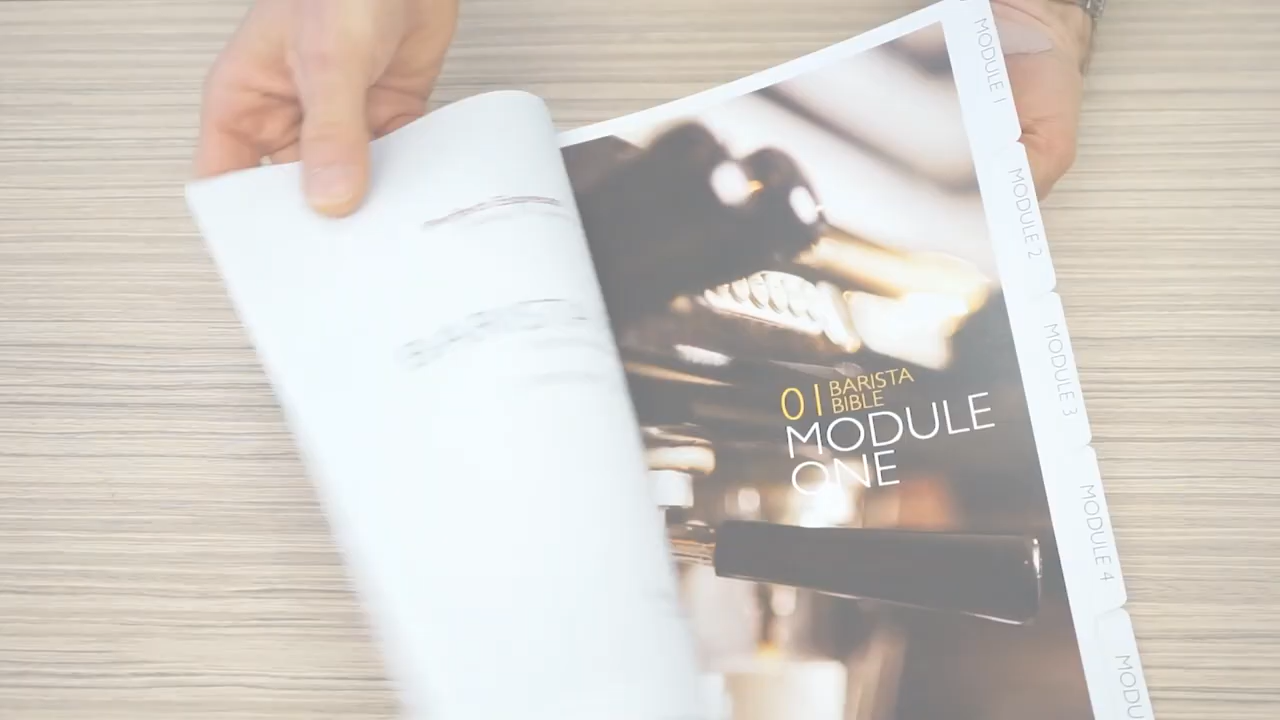 01 BARISTA
BIBLE
MODULE
ONE
MODULE 1
MODULE 2
MODULE 3
MODULE 4